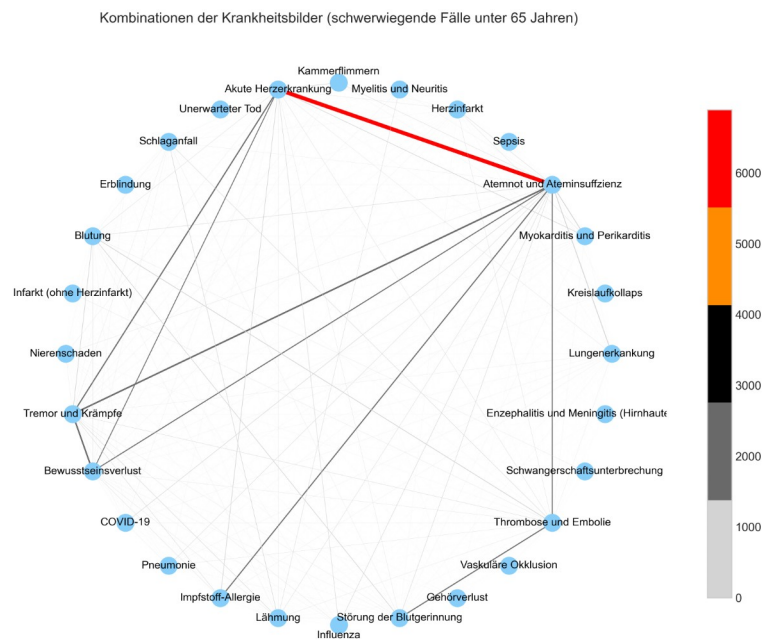 Kombinationen der Krankheitsbilder (schwerwiegende Fälle unter 65 Jahren)
Kammerflimmern
Akute Herzerkrankung
Myelitis und Neuritis
Unerwarteter Tod
Herzinfarkt
Schlaganfall
Sepsis
Erblindung
Atemnot und Ateminsuffzienz
Blutung
Myokarditis und Perikarditis
Infarkt (ohne Herzinfarkt)
Kreislaufkollaps
Nierenschaden
Lungenerkankung
Tremor und Krämpfe
Enzephalitis und Meningitis (Hirnhaute
Bewusstseinsverlust
Schwangerschaftsunterbrechung
COVID-19
Thrombose und Embolie
Pneumonie
Vaskuläre Okklusion
Impfstoff-Allergie
Gehörverlust
Lähmung
Störung der Blutgerinnung
Influenza
6000
5000
4000
3000
2000
1000
0